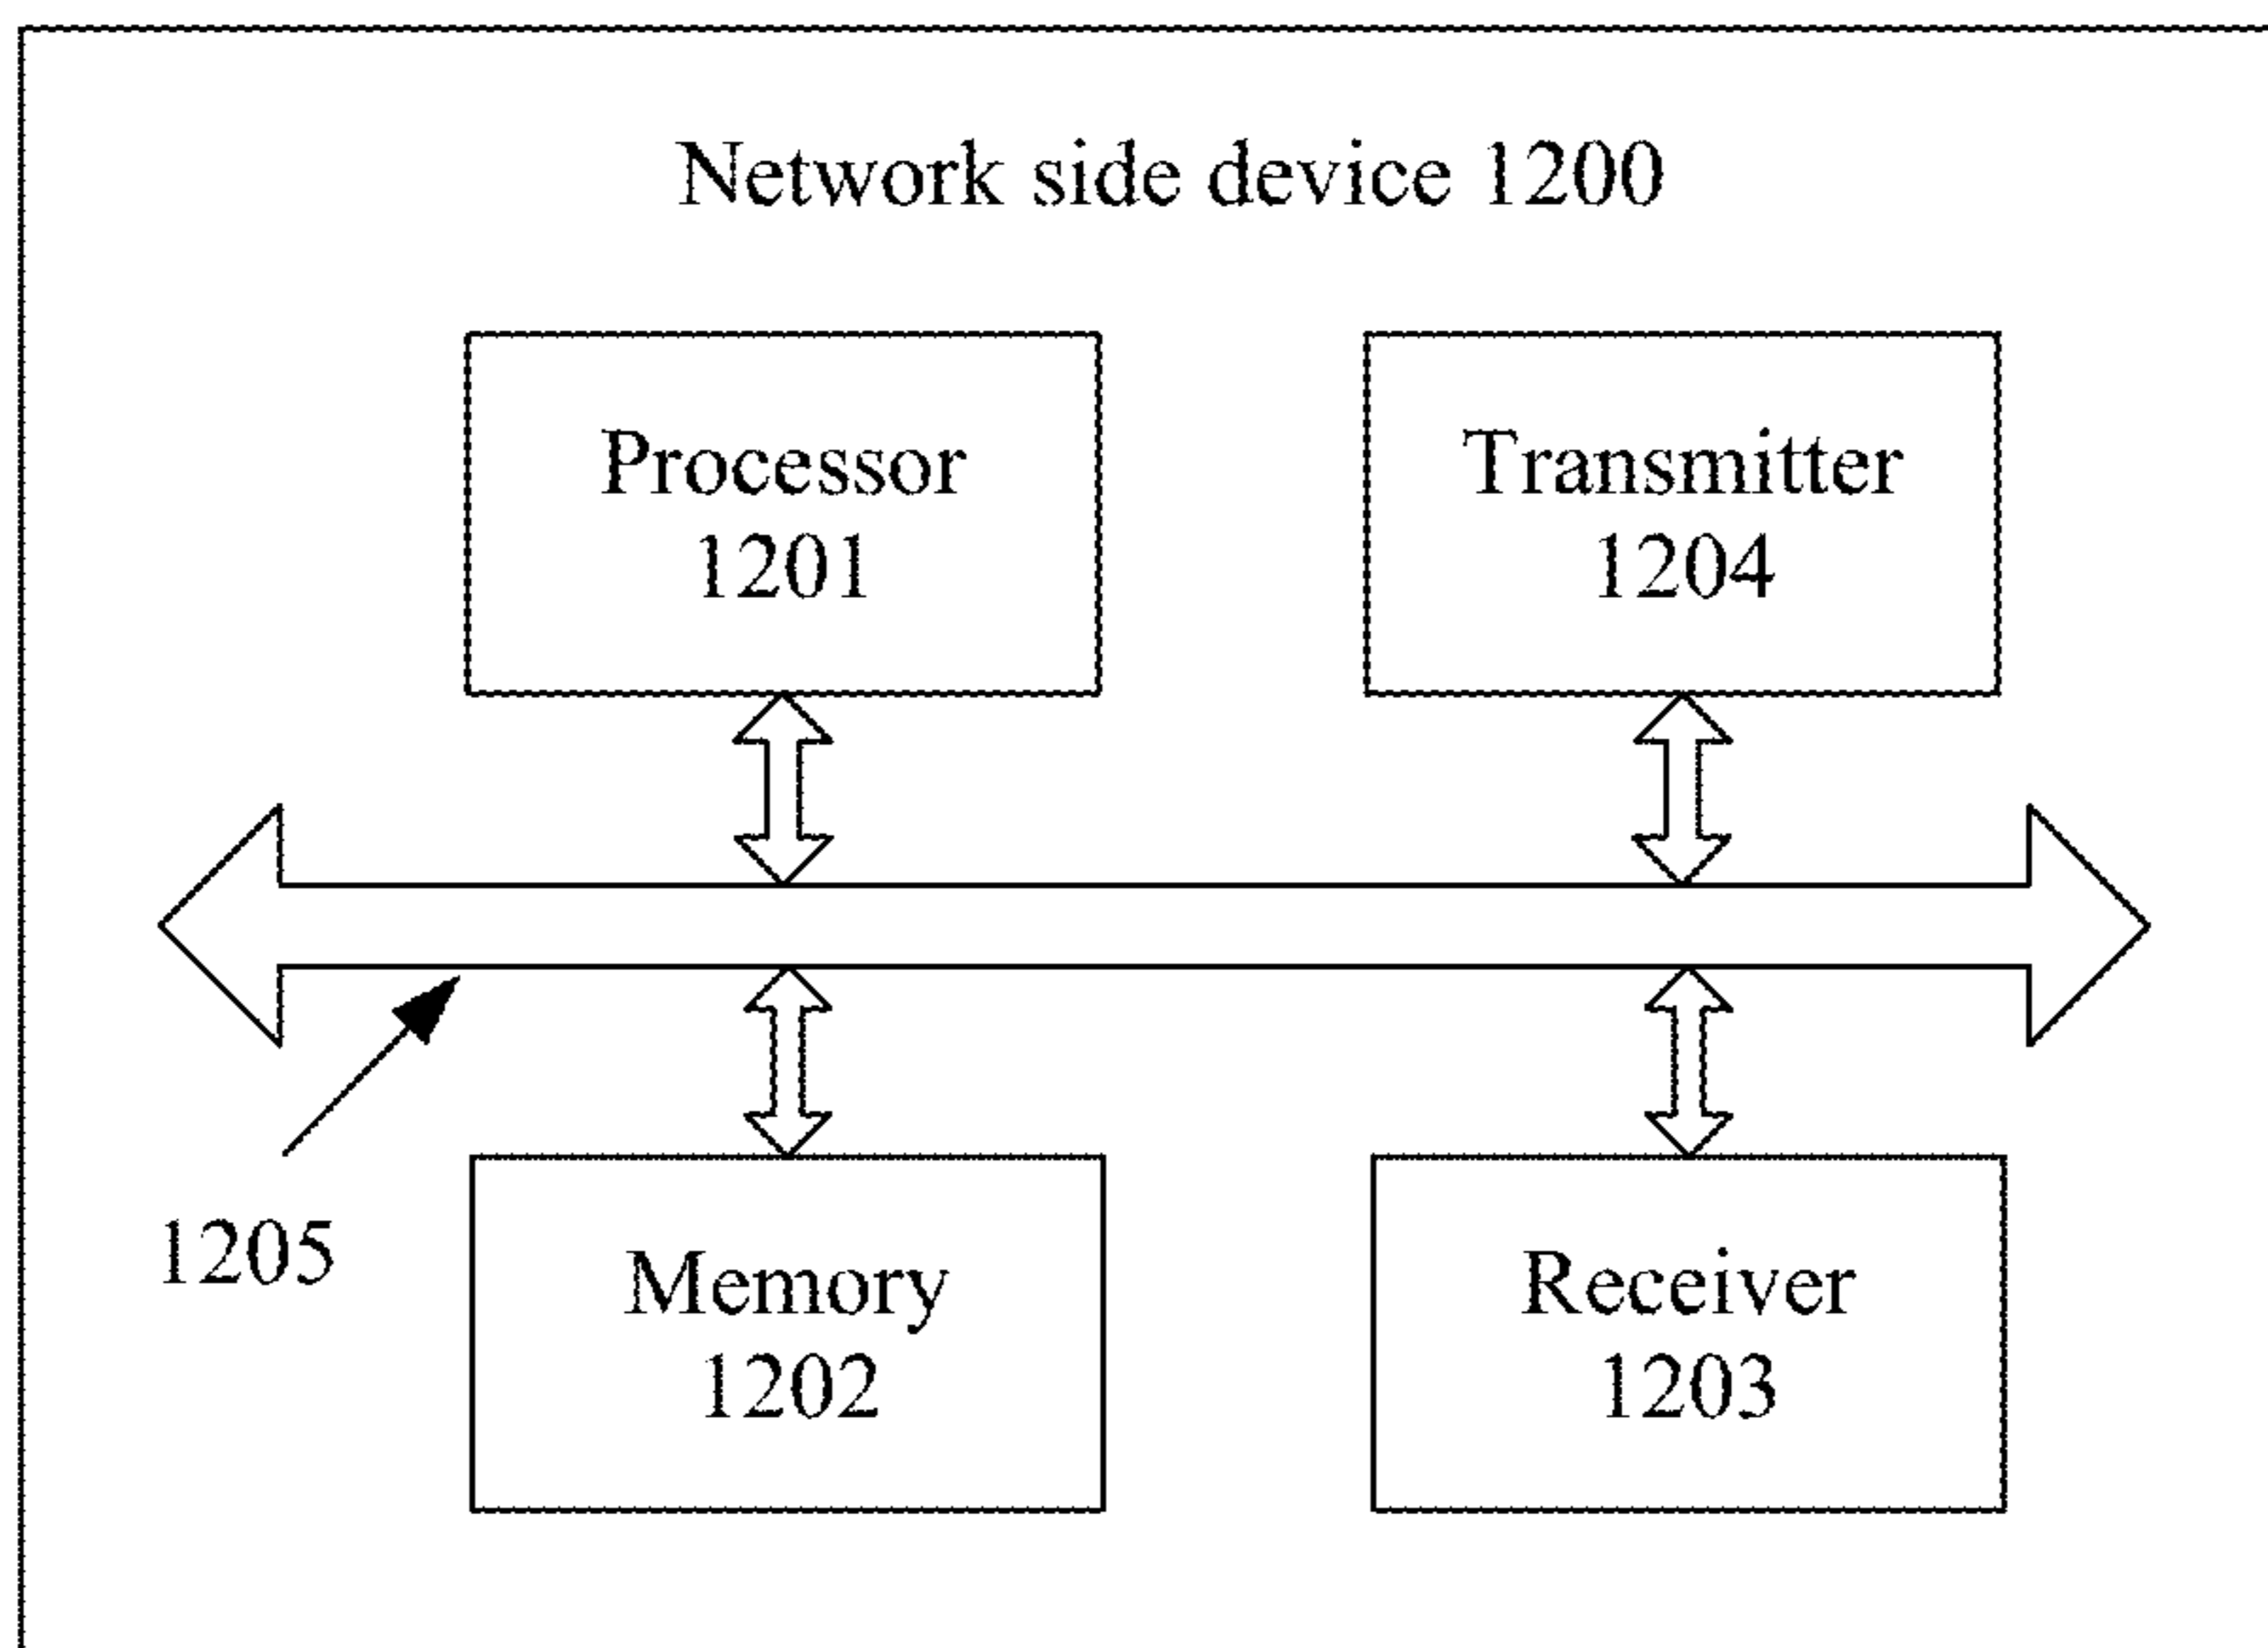 Network side device 1200
Processor
1201
Transmitter
1204
1205
Memory
1202
Receiver
1203